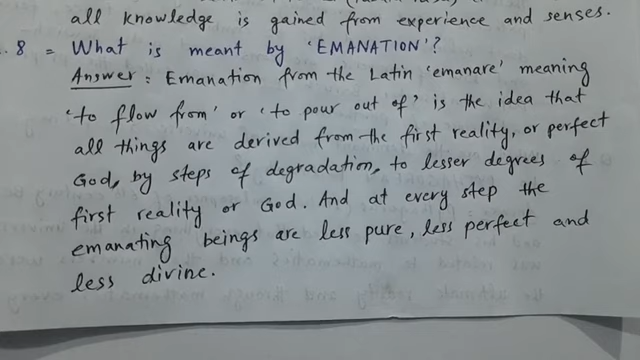 all knowledge is gained from experience and senses.
.8 = What is meant by 'EMANATION'?
Answer : Emanation from the Latin 'emanare' meaning
'to flow from' or 'to pour out of' is the idea that
all things are derived from the first reality, or perfect
God, by steps of degradation, to lesser degrees of
first reality or God. And at every step the
emanating beings are less pure, less perfect and
less divine.